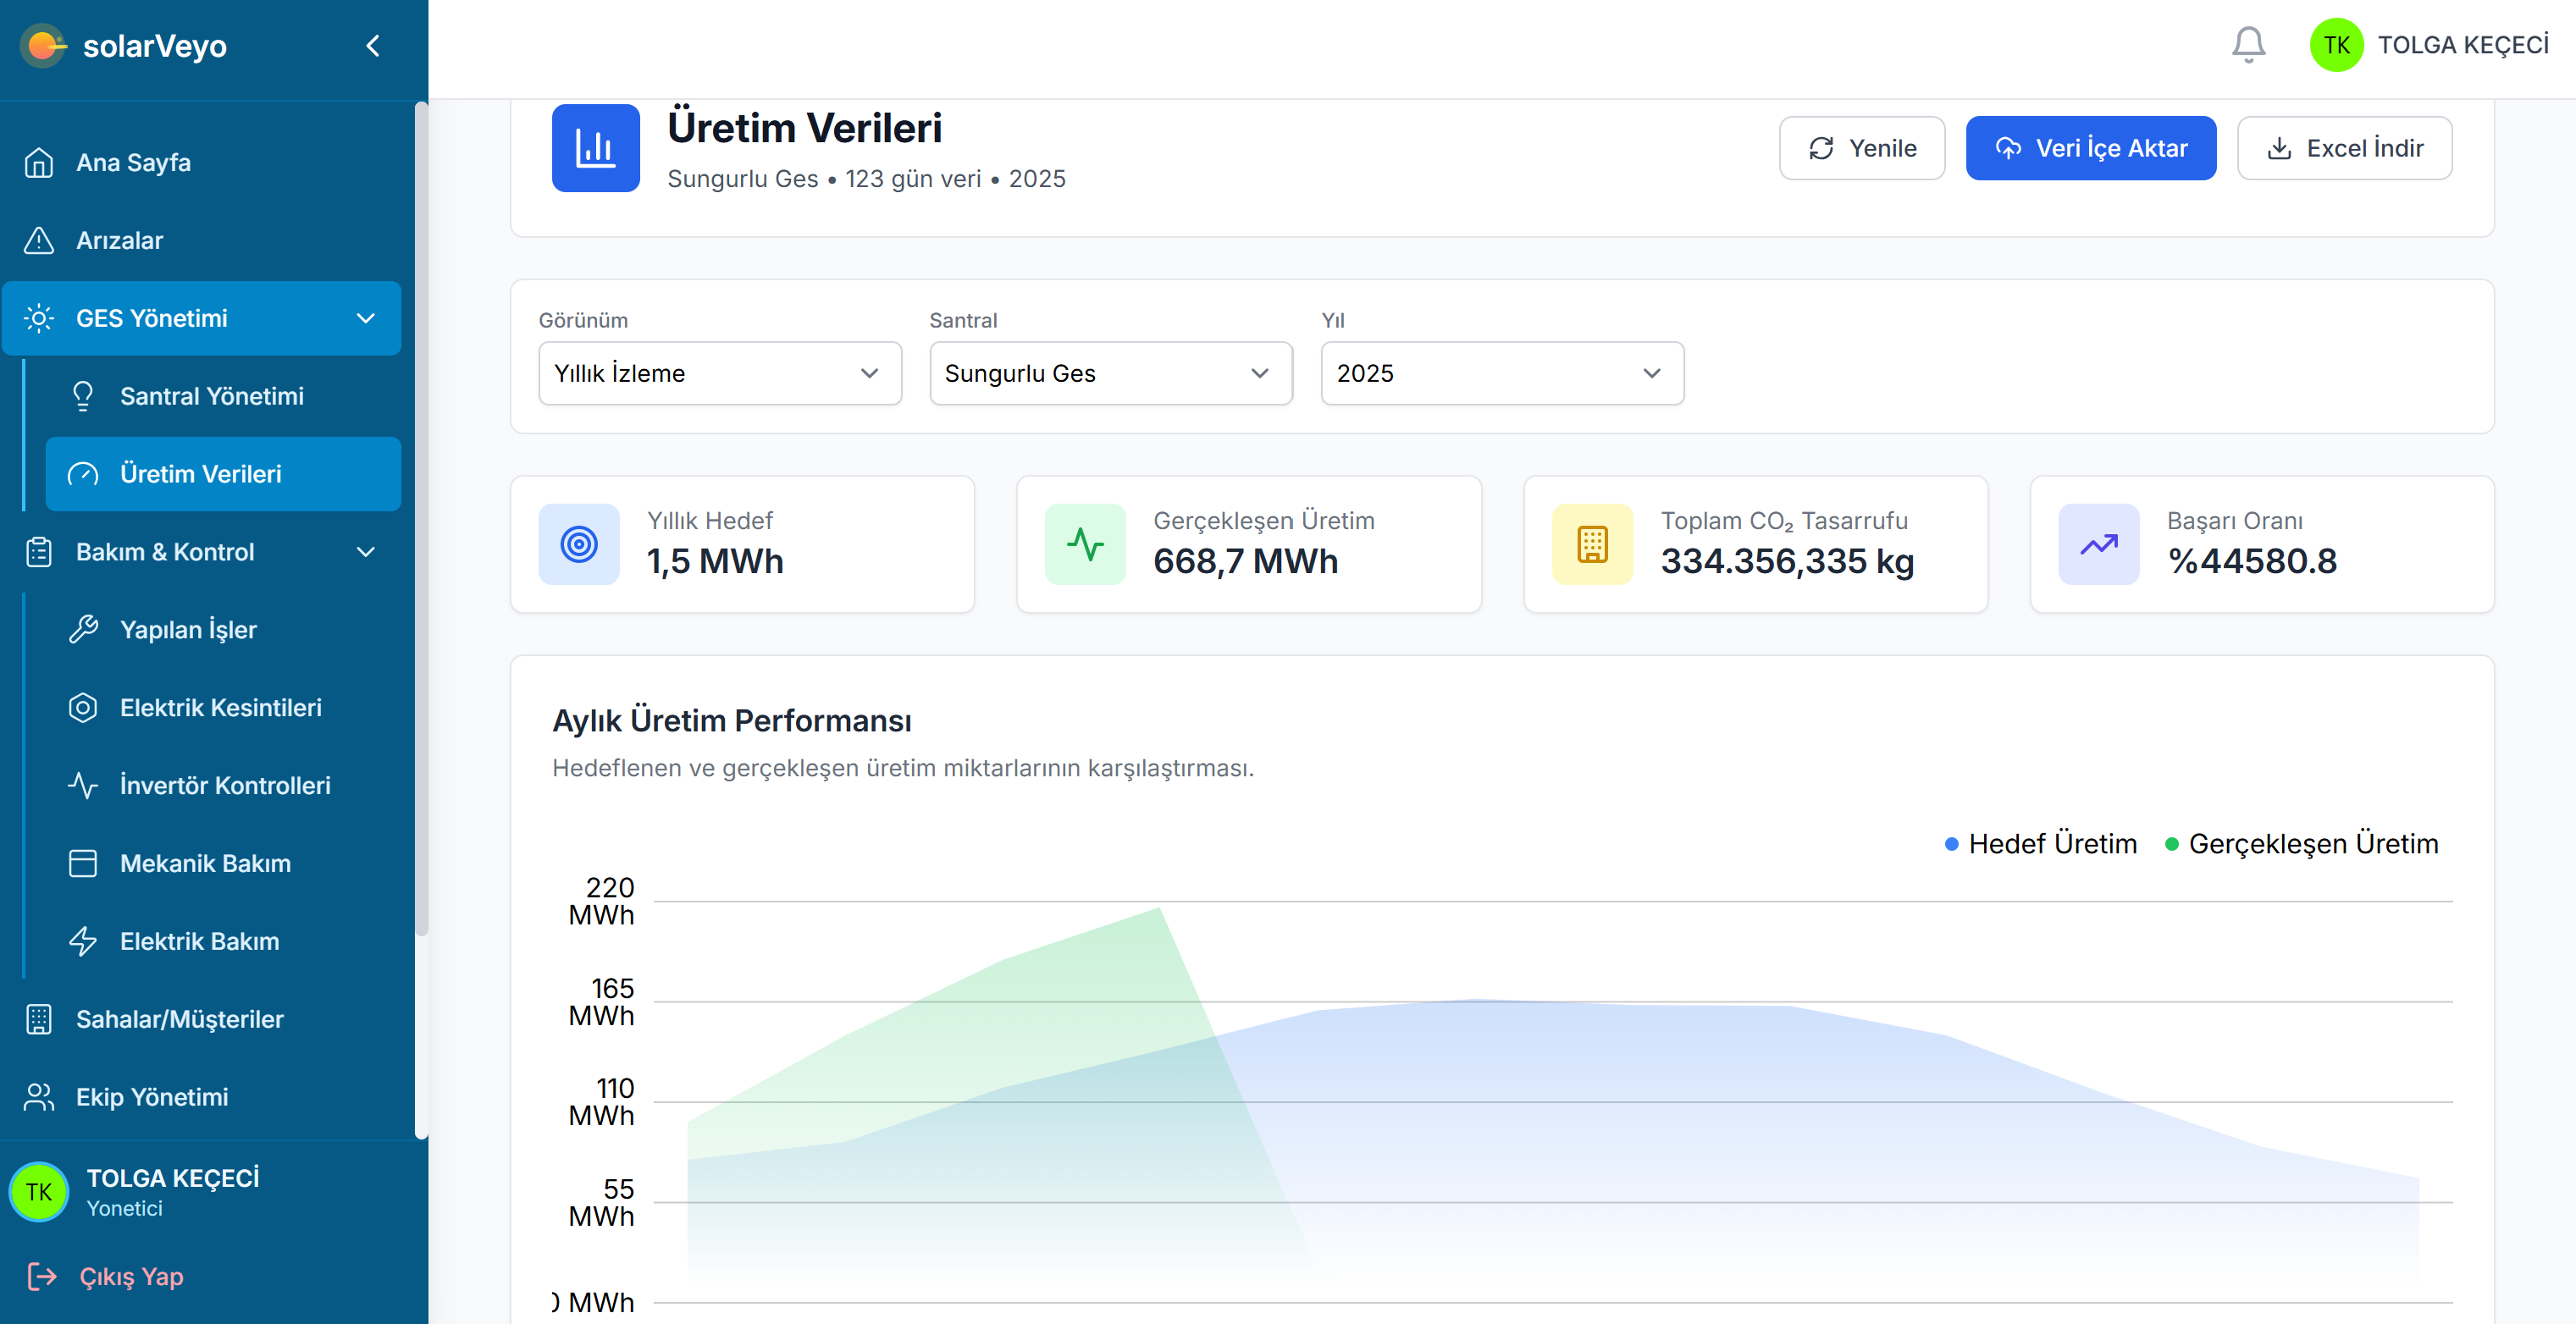 solarVeyo
TK
TOLGA KEÇECİ
Ana Sayfa
Arızalar
GES Yönetimi
Santral Yönetimi
Üretim Verileri
Bakım & Kontrol
Yapılan İşler
Elektrik Kesintileri
İnvertör Kontrolleri
Mekanik Bakım
Elektrik Bakım
Sahalar/Müşteriler
Ekip Yönetimi
TK
TOLGA KEÇECİ
Yonetici
Çıkış Yap
Üretim Verileri
Sungurlu Ges • 123 gün veri • 2025
Yenile
Veri İçe Aktar
Excel İndir
Görünüm
Yıllık İzleme
Santral
Sungurlu Ges
Yıl
2025
Yıllık Hedef
1,5 MWh
Gerçekleşen Üretim
668,7 MWh
Toplam CO₂ Tasarrufu
334.356,335 kg
Başarı Oranı
%44580.8
Aylık Üretim Performansı
Hedeflenen ve gerçekleşen üretim miktarlarının karşılaştırması.
Hedef Üretim
Gerçekleşen Üretim
220
MWh
165
MWh
110
MWh
55
MWh
0 MWh